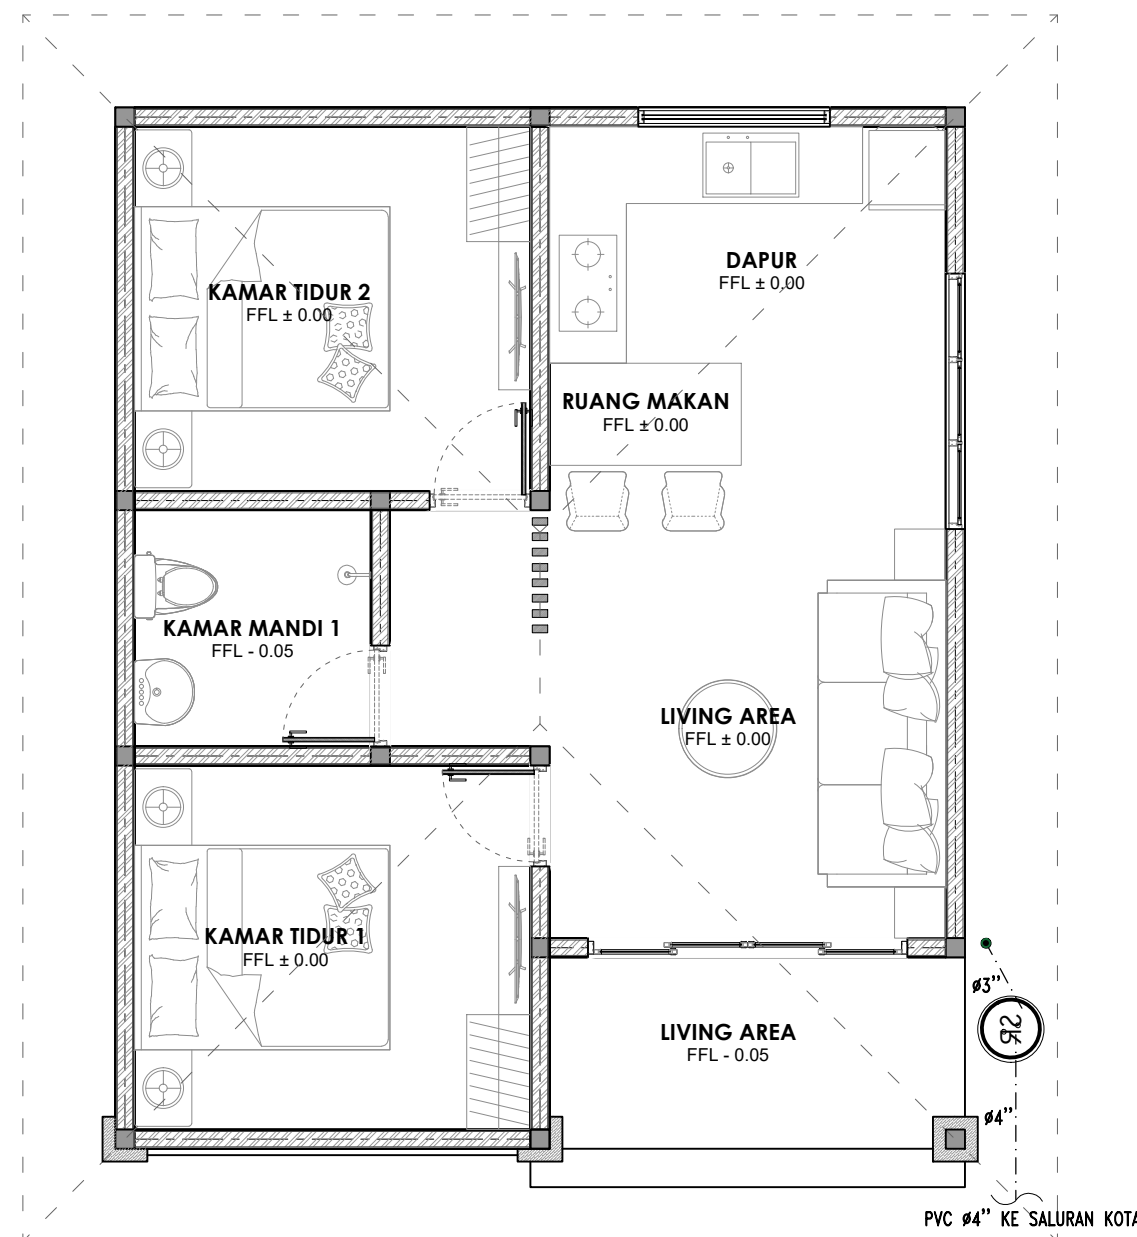 DAPUR
FFL ± 0.00
KAMAR TIDUR 2
FFL ± 0.00
RUANG MAKAN
FFL ± 0.00
KAMAR MANDI 1
FFL - 0.05
LIVING AREA
FFL ± 0.00
KAMAR TIDUR 1
FFL ± 0.00
ø3"
SR
LIVING AREA
FFL - 0.05
ø4"
PVC ø4" KE SALURAN KOTA